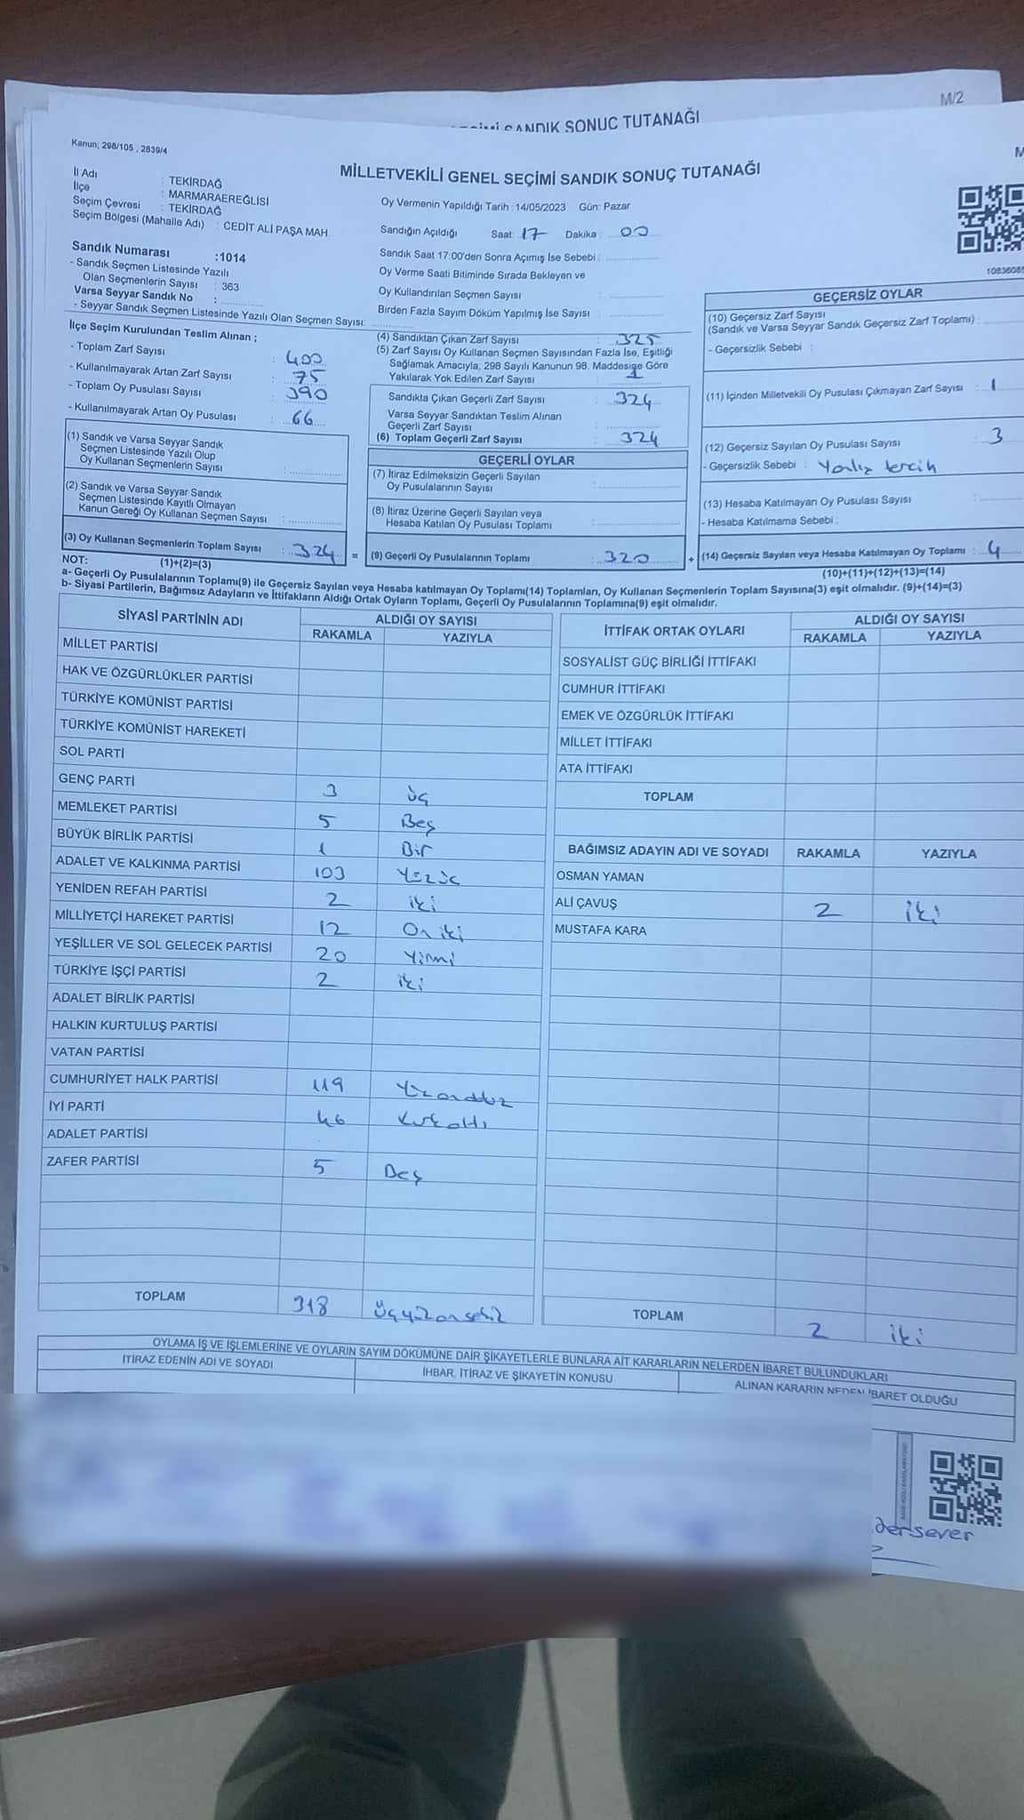 M/2
SANDIK SONUÇ TUTANAĞI
Kanun; 298/105 , 2839/4
MİLLETVEKİLİ GENEL SEÇİMİ SANDIK SONUÇ TUTANAĞI
İl Adı : TEKİRDAĞ
İlçe : MARMARAEREĞLİSİ
Seçim Çevresi : TEKİRDAĞ
Seçim Bölgesi (Mahalle Adı) : CEDİT ALİ PAŞA MAH.
Oy Vermenin Yapıldığı Tarih : 14/05/2023 Gün: Pazar
Sandığın Açıldığı Saat: 17 Dakika : 00
Sandık Saat 17:00'den Sonra Açımış İse Sebebi :
Oy Verme Saati Bitiminde Sırada Bekleyen ve
Oy Kullandırılan Seçmen Sayısı :
Birden Fazla Sayım Döküm Yapılmış İse Sayısı :
Sandık Numarası :1014
- Sandık Seçmen Listesinde Yazılı
Olan Seçmenlerin Sayısı : 363
Varsa Seyyar Sandık No :
- Seyyar Sandık Seçmen Listesinde Yazılı Olan Seçmen Sayısı:
İlçe Seçim Kurulundan Teslim Alınan ;
- Toplam Zarf Sayısı : 400
- Kullanılmayarak Artan Zarf Sayısı : 75
- Toplam Oy Pusulası Sayısı : 390
- Kullanılmayarak Artan Oy Pusulası : 66
(1) Sandık ve Varsa Seyyar Sandık
Seçmen Listesinde Yazılı Olup
Oy Kullanan Seçmenlerin Sayısı :
(2) Sandık ve Varsa Seyyar Sandık
Seçmen Listesinde Kayıtlı Olmayan
Kanun Gereği Oy Kullanan Seçmen Sayısı :
(3) Oy Kullanan Seçmenlerin Toplam Sayısı : 324
(1)+(2)=(3)
(4) Sandıktan Çıkan Zarf Sayısı : 325
(5) Zarf Sayısı Oy Kullanan Seçmen Sayısından Fazla İse, Eşitliği
Sağlamak Amacıyla, 298 Sayılı Kanunun 98. Maddesine Göre
Yakılarak Yok Edilen Zarf Sayısı : 1
Sandıkta Çıkan Geçerli Zarf Sayısı : 324
Varsa Seyyar Sandıktan Teslim Alınan
Geçerli Zarf Sayısı :
(6) Toplam Geçerli Zarf Sayısı : 324
GEÇERLİ OYLAR
(7) İtiraz Edilmeksizin Geçerli Sayılan
Oy Pusulalarının Sayısı :
(8) İtiraz Üzerine Geçerli Sayılan veya
Hesaba Katılan Oy Pusulası Toplamı :
= (9) Geçerli Oy Pusulalarının Toplamı : 320 +
GEÇERSİZ OYLAR
(10) Geçersiz Zarf Sayısı
(Sandık ve Varsa Seyyar Sandık Geçersiz Zarf Toplamı) :
- Geçersizlik Sebebi :
(11) İçinden Milletvekili Oy Pusulası Çıkmayan Zarf Sayısı : 1
(12) Geçersiz Sayılan Oy Pusulası Sayısı : 3
- Geçersizlik Sebebi : Yanlız tercih
(13) Hesaba Katılmayan Oy Pusulası Sayısı :
- Hesaba Katılmama Sebebi :
(14) Geçersiz Sayılan veya Hesaba Katılmayan Oy Toplamı : 4
(10)+(11)+(12)+(13)=(14)
NOT:
a- Geçerli Oy Pusulalarının Toplamı(9) ile Geçersiz Sayılan veya Hesaba katılmayan Oy Toplamı(14) Toplamları, Oy Kullanan Seçmenlerin Toplam Sayısına(3) eşit olmalıdır. (9)+(14)=(3)
b- Siyasi Partilerin, Bağımsız Adayların ve İttifakların Aldığı Ortak Oyların Toplamı, Geçerli Oy Pusulalarının Toplamına(9) eşit olmalıdır.
SİYASİ PARTİNİN ADI ALDIĞI OY SAYISI
RAKAMLA YAZIYLA
MİLLET PARTİSİ
HAK VE ÖZGÜRLÜKLER PARTİSİ
TÜRKİYE KOMÜNİST PARTİSİ
TÜRKİYE KOMÜNİST HAREKETİ
SOL PARTİ
GENÇ PARTİ 3 üç
MEMLEKET PARTİSİ 5 Beş
BÜYÜK BİRLİK PARTİSİ 1 Bir
ADALET VE KALKINMA PARTİSİ 103 Yüzüç
YENİDEN REFAH PARTİSİ 2 iki
MİLLİYETÇİ HAREKET PARTİSİ 12 On iki
YEŞİLLER VE SOL GELECEK PARTİSİ 20 Yirmi
TÜRKİYE İŞÇİ PARTİSİ 2 iki
ADALET BİRLİK PARTİSİ
HALKIN KURTULUŞ PARTİSİ
VATAN PARTİSİ
CUMHURİYET HALK PARTİSİ 119 Yüzondokuz
İYİ PARTİ 46 Kırkaltı
ADALET PARTİSİ
ZAFER PARTİSİ 5 Beş
TOPLAM 318 Üçyüzonsekiz
İTTİFAK ORTAK OYLARI ALDIĞI OY SAYISI
RAKAMLA YAZIYLA
SOSYALİST GÜÇ BİRLİĞİ İTTİFAKI
CUMHUR İTTİFAKI
EMEK VE ÖZGÜRLÜK İTTİFAKI
MİLLET İTTİFAKI
ATA İTTİFAKI
TOPLAM
BAĞIMSIZ ADAYIN ADI VE SOYADI RAKAMLA YAZIYLA
OSMAN YAMAN
ALİ ÇAVUŞ 2 iki
MUSTAFA KARA
TOPLAM 2 iki
OYLAMA İŞ VE İŞLEMLERİNE VE OYLARIN SAYIM DÖKÜMÜNE DAİR ŞİKAYETLERLE BUNLARA AİT KARARLARIN NELERDEN İBARET BULUNDUKLARI
İTİRAZ EDENİN ADI VE SOYADI İHBAR, İTİRAZ VE ŞİKAYETİN KONUSU ALINAN KARARIN NEDEN İBARET OLDUĞU